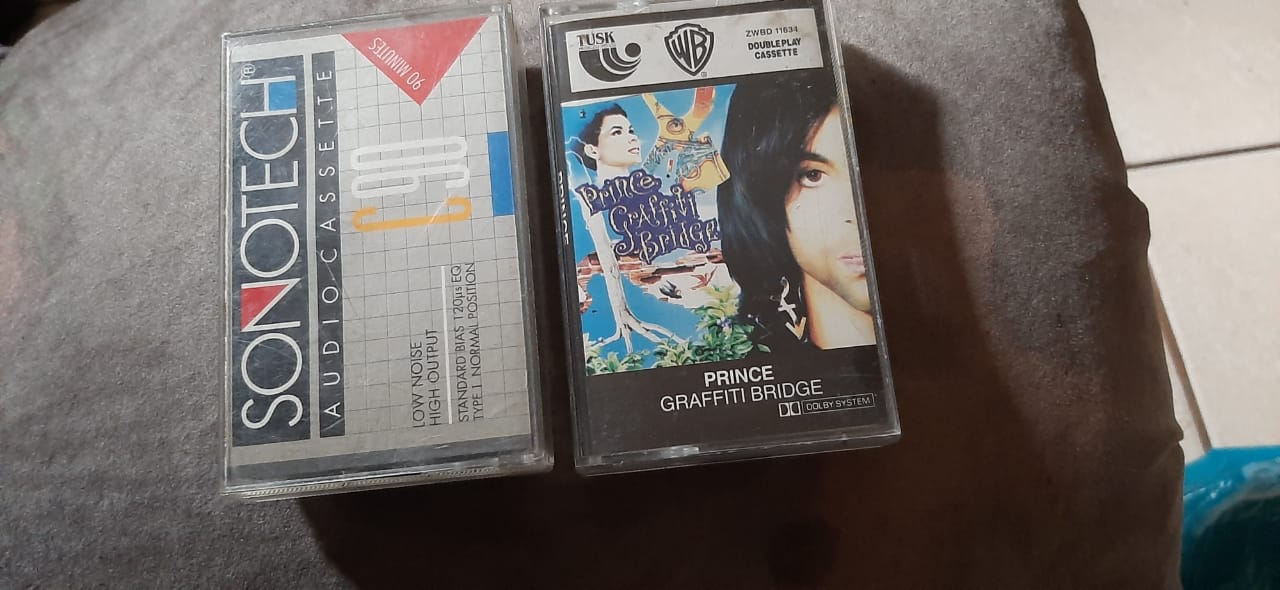 SONOTECH®
AUDIO CASSETTE
90 MINUTES
C90
LOW NOISE
HIGH OUTPUT
STANDARD BIAS 120µs EQ
TYPE I NORMAL POSITION
TUSK
WB
®
ZWBD 11634
DOUBLEPLAY
CASSETTE
PRINCE
Prince
Graffiti
Bridge
PRINCE
GRAFFITI BRIDGE
DOLBY SYSTEM